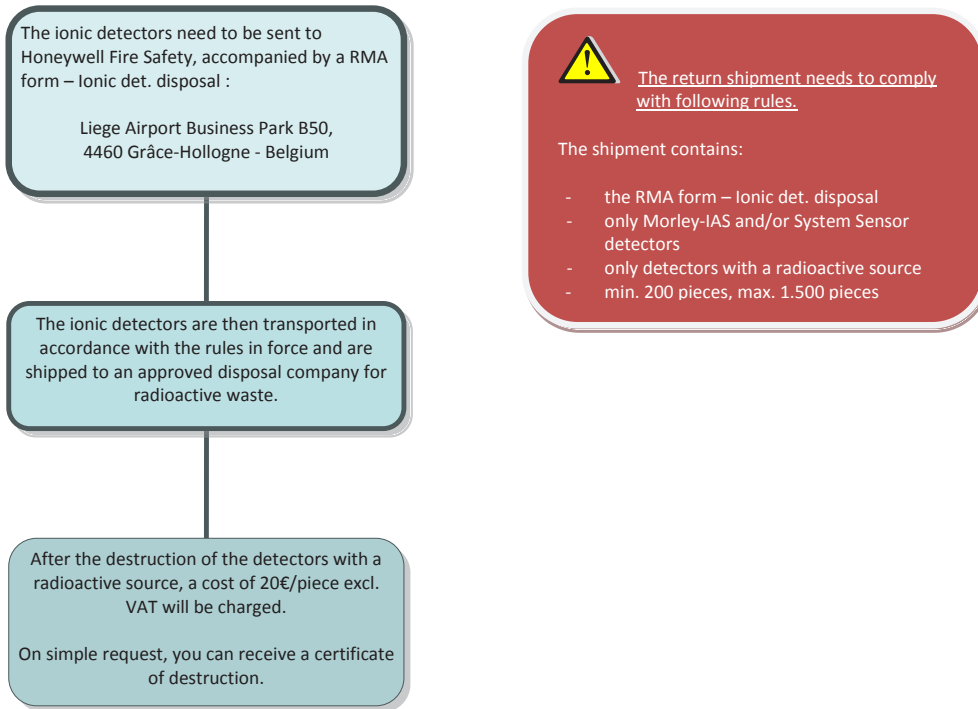 The ionic detectors need to be sent to
Honeywell Fire Safety, accompanied by a RMA
form – Ionic det. disposal :
Liege Airport Business Park B50,
4460 Grâce-Hollogne - Belgium
The ionic detectors are then transported in
accordance with the rules in force and are
shipped to an approved disposal company for
radioactive waste.
After the destruction of the detectors with a
radioactive source, a cost of 20€/piece excl.
VAT will be charged.
On simple request, you can receive a certificate
of destruction.
The return shipment needs to comply
with following rules.
The shipment contains:
- the RMA form – Ionic det. disposal
- only Morley-IAS and/or System Sensor
detectors
- only detectors with a radioactive source
- min. 200 pieces, max. 1.500 pieces